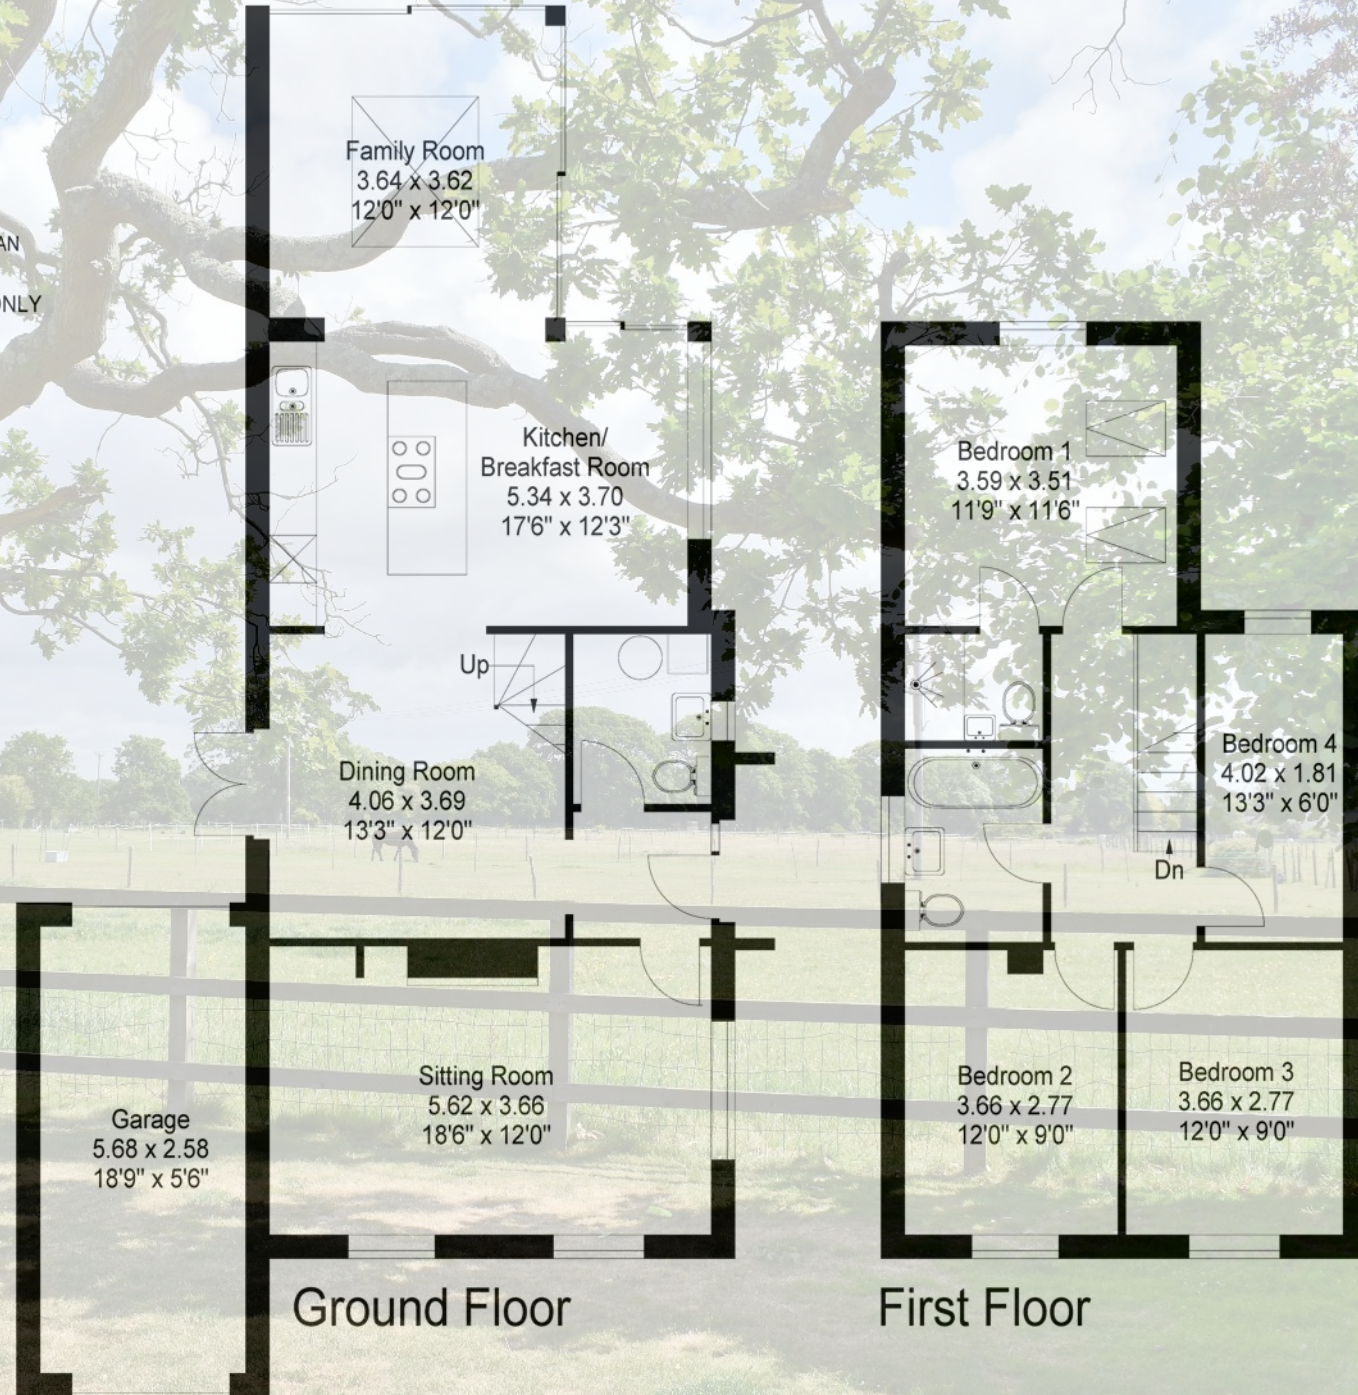 AN
ONLY
Family Room
3.64 x 3.62
12'0" x 12'0"
Kitchen/
Breakfast Room
5.34 x 3.70
17'6" x 12'3"
Up
Dining Room
4.06 x 3.69
13'3" x 12'0"
Sitting Room
5.62 x 3.66
18'6" x 12'0"
Garage
5.68 x 2.58
18'9" x 5'6"
Ground Floor
Bedroom 1
3.59 x 3.51
11'9" x 11'6"
Bedroom 4
4.02 x 1.81
13'3" x 6'0"
Dn
Bedroom 2
3.66 x 2.77
12'0" x 9'0"
Bedroom 3
3.66 x 2.77
12'0" x 9'0"
First Floor